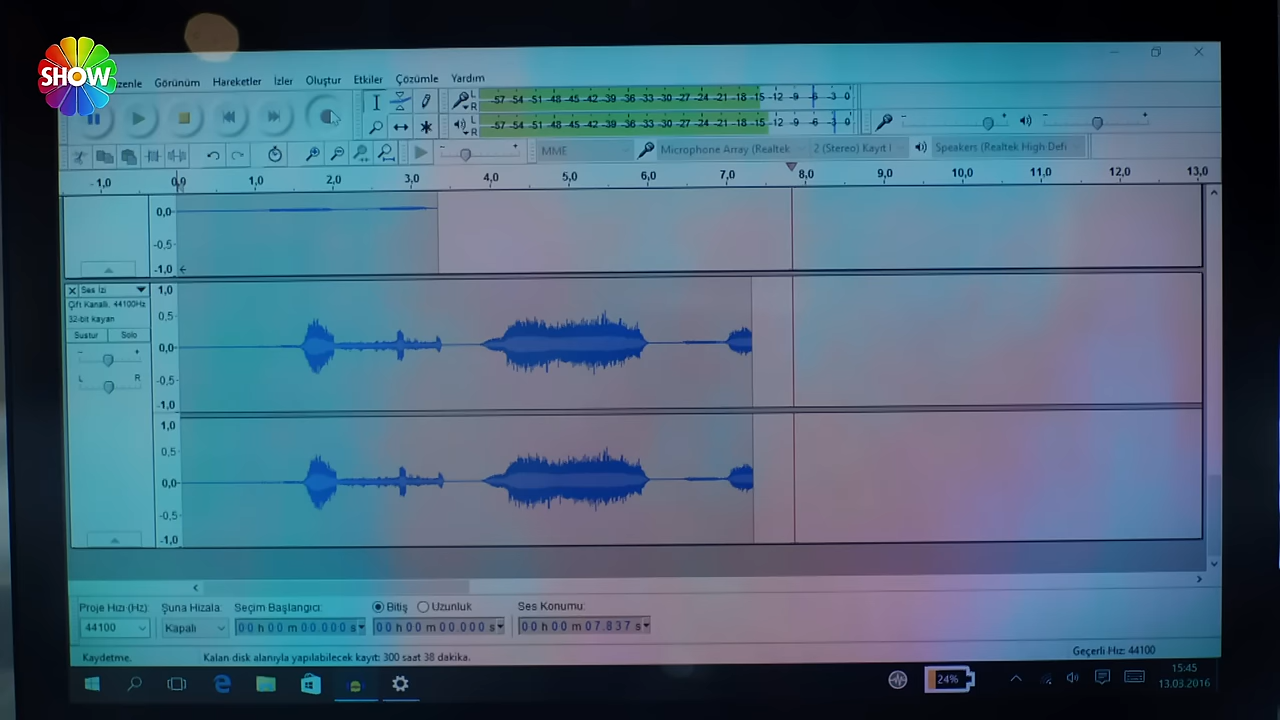 SHOW
Görünüm Hareketler İzler Oluştur Etkiler Çözümle Yardım
L
R
-57 -54 -51 -48 -45 -42 -39 -36 -33 -30 -27 -24 -21 -18 -15 -12 -9 -6 -3 0
L
R
-57 -54 -51 -48 -45 -42 -39 -36 -33 -30 -27 -24 -21 -18 -15 -12 -9 -6 -3 0
MME Microphone Array (Realtek 2 (Stereo) Kayıt Speakers (Realtek High Defi
-1,0 0,0 1,0 2,0 3,0 4,0 5,0 6,0 7,0 8,0 9,0 10,0 11,0 12,0 13,0
0,0
-0,5
-1,0
Ses İzi
Çift Kanallı, 44100Hz
32-bit kayan
Sustur Solo
L R
1,0
0,5
0,0
-0,5
-1,0
1,0
0,5
0,0
-0,5
-1,0
Proje Hızı (Hz): Şuna Hizala: Seçim Başlangıcı: Bitiş Uzunluk Ses Konumu:
44100 Kapalı 00 h 00 m 00.000 s 00 h 00 m 00.000 s 00 h 00 m 07.837 s
Kaydetme. Kalan disk alanıyla yapılabilecek kayıt: 300 saat 38 dakika. Geçerli Hız: 44100
24% 15:45
13.03.2016